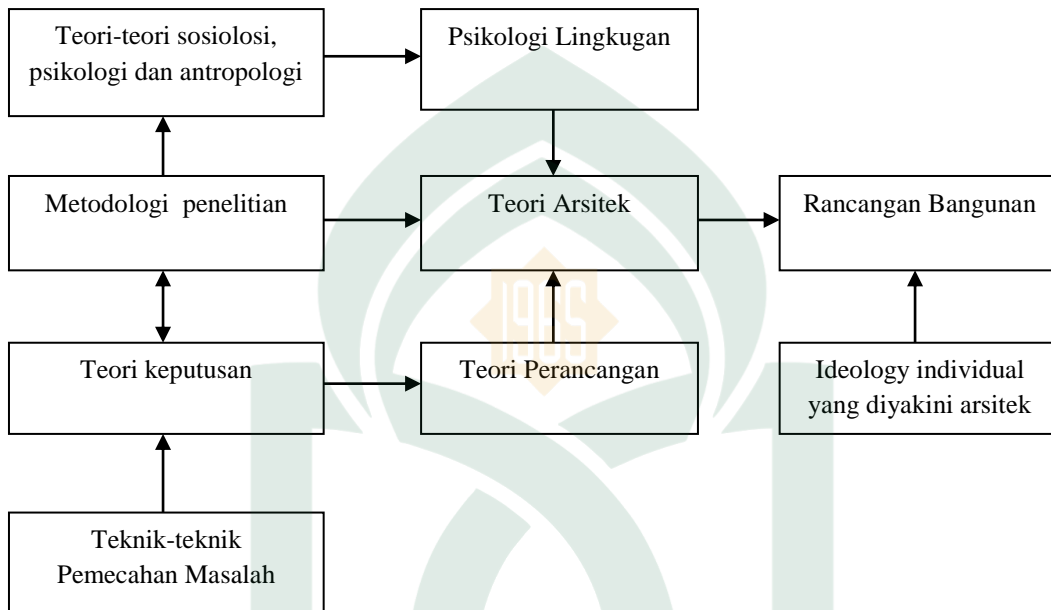 Teori-teori sosiolosi,
psikologi dan antropologi
Psikologi Lingkugan
Metodologi penelitian
Teori Arsitek
Rancangan Bangunan
1965
Teori keputusan
Teori Perancangan
Ideology individual
yang diyakini arsitek
Teknik-teknik
Pemecahan Masalah